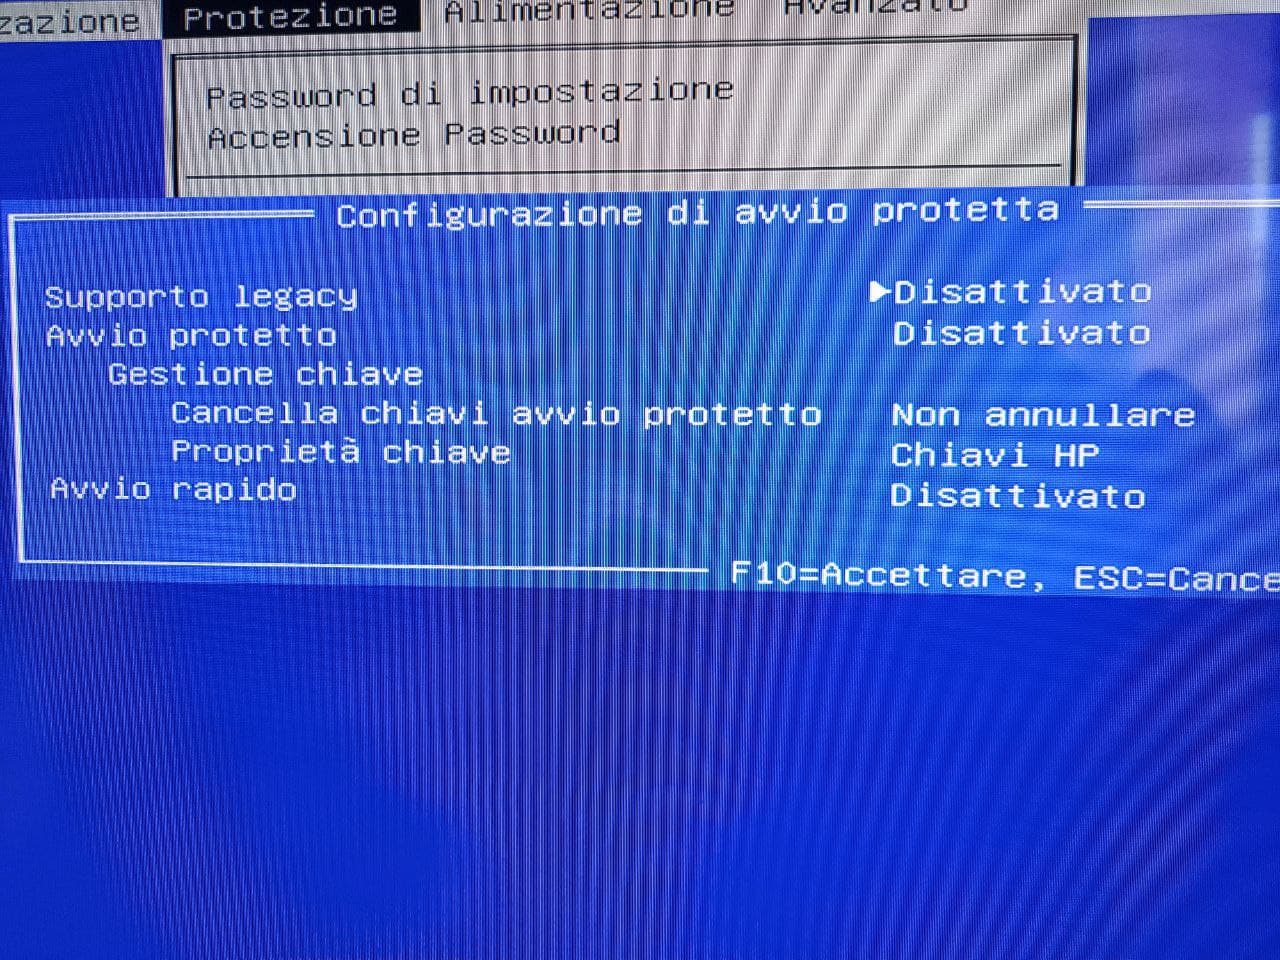 zazione Protezione Alimentazione Avanzato
Password di impostazione
Accensione Password
Configurazione di avvio protetta
Supporto legacy ►Disattivato
Avvio protetto Disattivato
Gestione chiave
Cancella chiavi avvio protetto Non annullare
Proprietà chiave Chiavi HP
Avvio rapido Disattivato
F10=Accettare, ESC=Cance